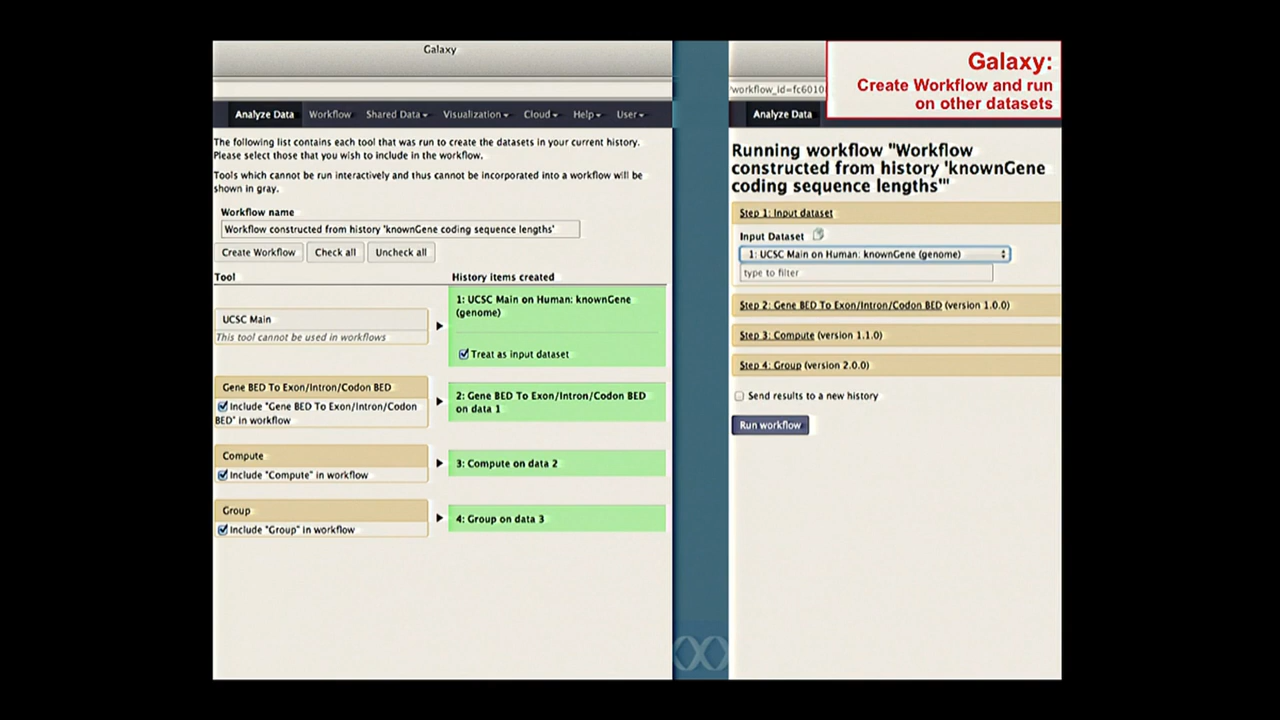 Galaxy
Analyze Data Workflow Shared Data Visualization Cloud Help User
The following list contains each tool that was run to create the datasets in your current history.
Please select those that you wish to include in the workflow.
Tools which cannot be run interactively and thus cannot be incorporated into a workflow will be
shown in gray.
Workflow name
Workflow constructed from history 'knownGene coding sequence lengths'
Create Workflow Check all Uncheck all
Tool History items created
UCSC Main
This tool cannot be used in workflows
1: UCSC Main on Human: knownGene
(genome)
Treat as input dataset
Gene BED To Exon/Intron/Codon BED
Include "Gene BED To Exon/Intron/Codon
BED" in workflow
2: Gene BED To Exon/Intron/Codon BED
on data 1
Compute
Include "Compute" in workflow
3: Compute on data 2
Group
Include "Group" in workflow
4: Group on data 3
Galaxy:
Create Workflow and run
on other datasets
workflow_id=fc6010
Analyze Data
Running workflow "Workflow
constructed from history 'knownGene
coding sequence lengths'"
Step 1: Input dataset
Input Dataset
1: UCSC Main on Human: knownGene (genome)
type to filter
Step 2: Gene BED To Exon/Intron/Codon BED (version 1.0.0)
Step 3: Compute (version 1.1.0)
Step 4: Group (version 2.0.0)
Send results to a new history
Run workflow